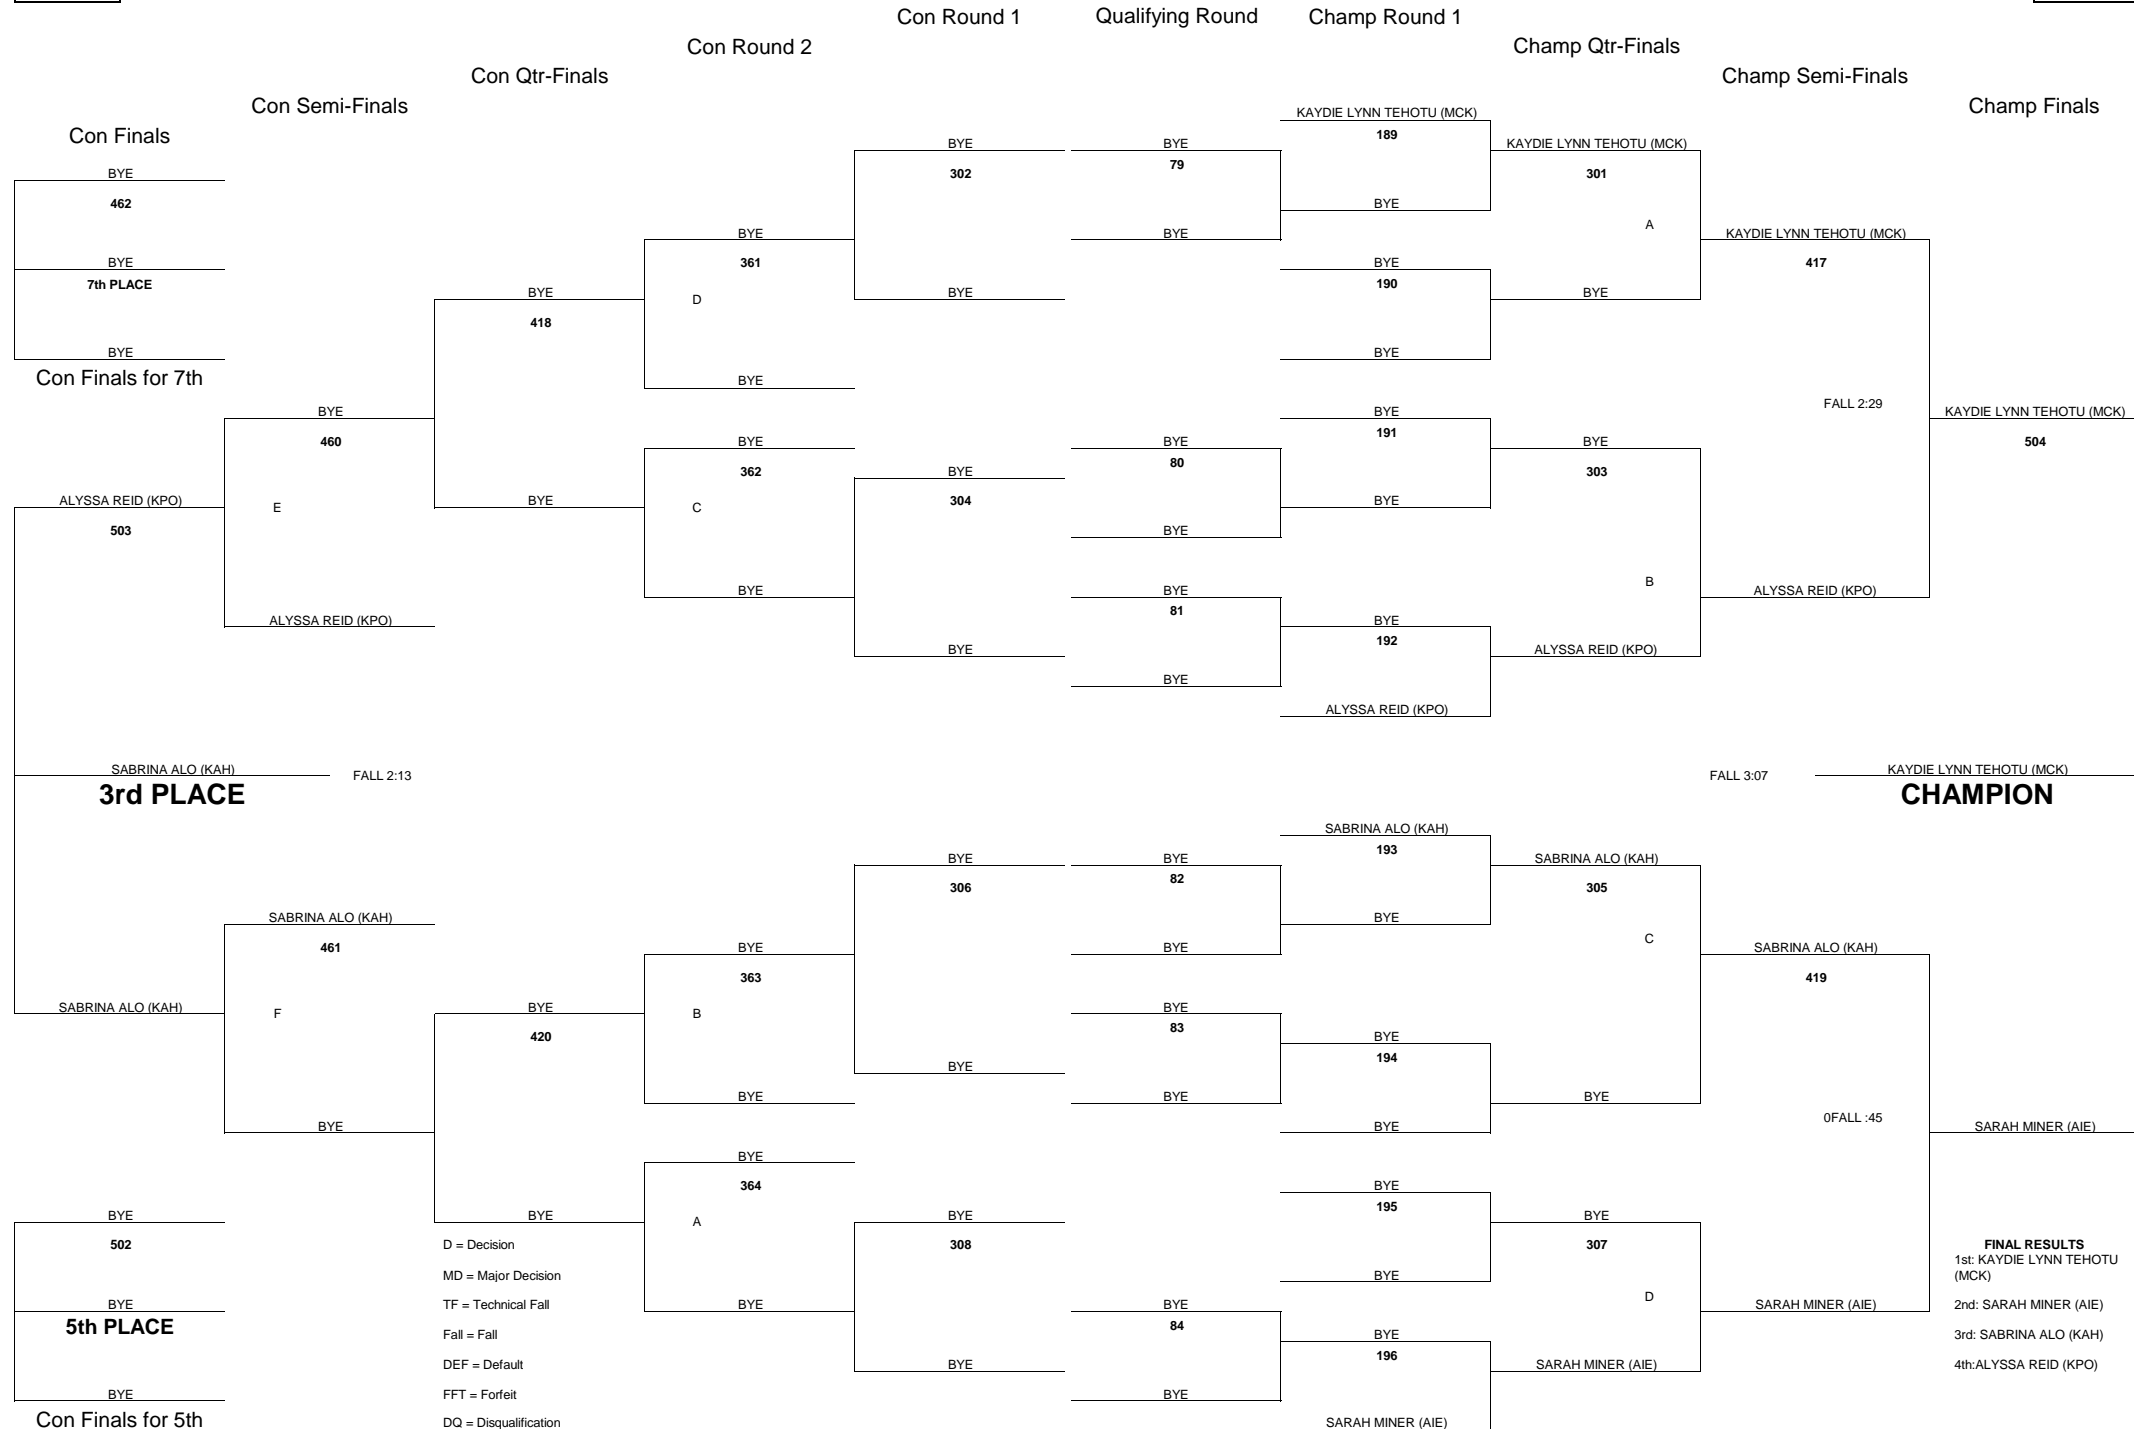 Con Round 1
Qualifying Round
Champ Round 1
Con Round 2
Champ Qtr-Finals
Con Qtr-Finals
Champ Semi-Finals
Con Semi-Finals
Champ Finals
Con Finals
BYE
462
BYE
7th PLACE
BYE
Con Finals for 7th
ALYSSA REID (KPO)
503
SABRINA ALO (KAH)
3rd PLACE
FALL 2:13
SABRINA ALO (KAH)
BYE
502
BYE
5th PLACE
BYE
Con Finals for 5th
BYE
460
E
ALYSSA REID (KPO)
SABRINA ALO (KAH)
461
F
BYE
BYE
418
BYE
BYE
420
BYE
D = Decision
MD = Major Decision
TF = Technical Fall
Fall = Fall
DEF = Default
FFT = Forfeit
DQ = Disqualification
BYE
361
D
BYE
BYE
362
C
BYE
BYE
363
B
BYE
BYE
364
A
BYE
BYE
302
BYE
BYE
304
BYE
BYE
306
BYE
BYE
308
BYE
BYE
79
BYE
BYE
80
BYE
BYE
81
BYE
BYE
82
BYE
BYE
83
BYE
BYE
84
BYE
KAYDIE LYNN TEHOTU (MCK)
189
BYE
BYE
190
BYE
BYE
191
BYE
BYE
192
ALYSSA REID (KPO)
SABRINA ALO (KAH)
193
BYE
BYE
194
BYE
BYE
195
BYE
BYE
196
SARAH MINER (AIE)
KAYDIE LYNN TEHOTU (MCK)
301
A
BYE
BYE
303
B
ALYSSA REID (KPO)
SABRINA ALO (KAH)
305
C
BYE
BYE
307
D
SARAH MINER (AIE)
KAYDIE LYNN TEHOTU (MCK)
417
FALL 2:29
ALYSSA REID (KPO)
FALL 3:07
SABRINA ALO (KAH)
419
0FALL :45
SARAH MINER (AIE)
KAYDIE LYNN TEHOTU (MCK)
504
KAYDIE LYNN TEHOTU (MCK)
CHAMPION
SARAH MINER (AIE)
FINAL RESULTS
1st: KAYDIE LYNN TEHOTU
(MCK)
2nd: SARAH MINER (AIE)
3rd: SABRINA ALO (KAH)
4th:ALYSSA REID (KPO)